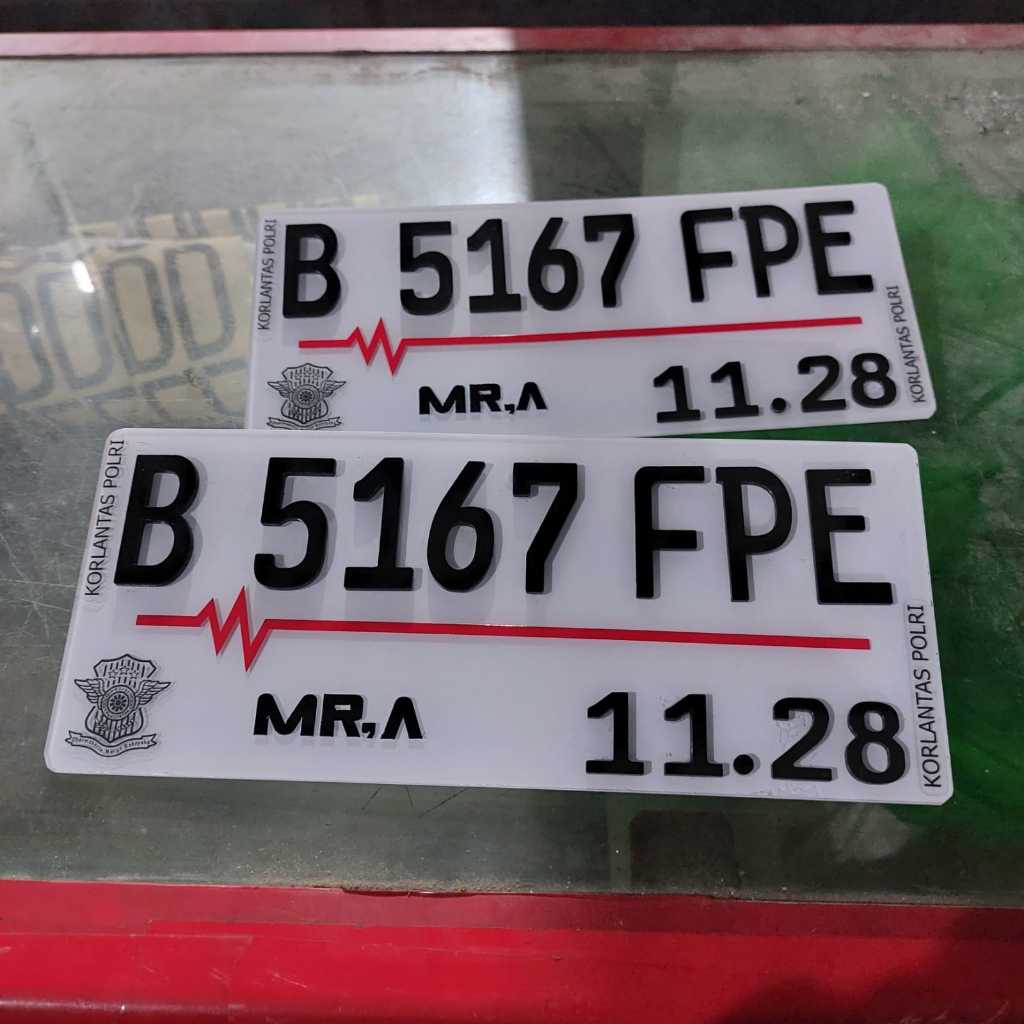 KORLANTAS POLRI
B 5167 FPE
MR,A
11.28
KORLANTAS POLRI
KORLANTAS POLRI
B 5167 FPE
MR,A
11.28
KORLANTAS POLRI